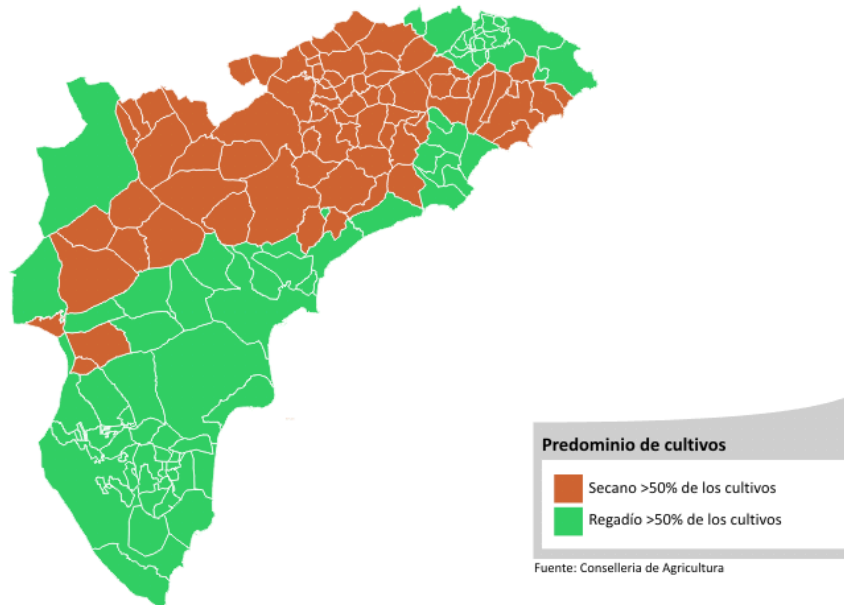 Predominio de cultivos
Secano >50% de los cultivos
Regadío >50% de los cultivos
Fuente: Conselleria de Agricultura